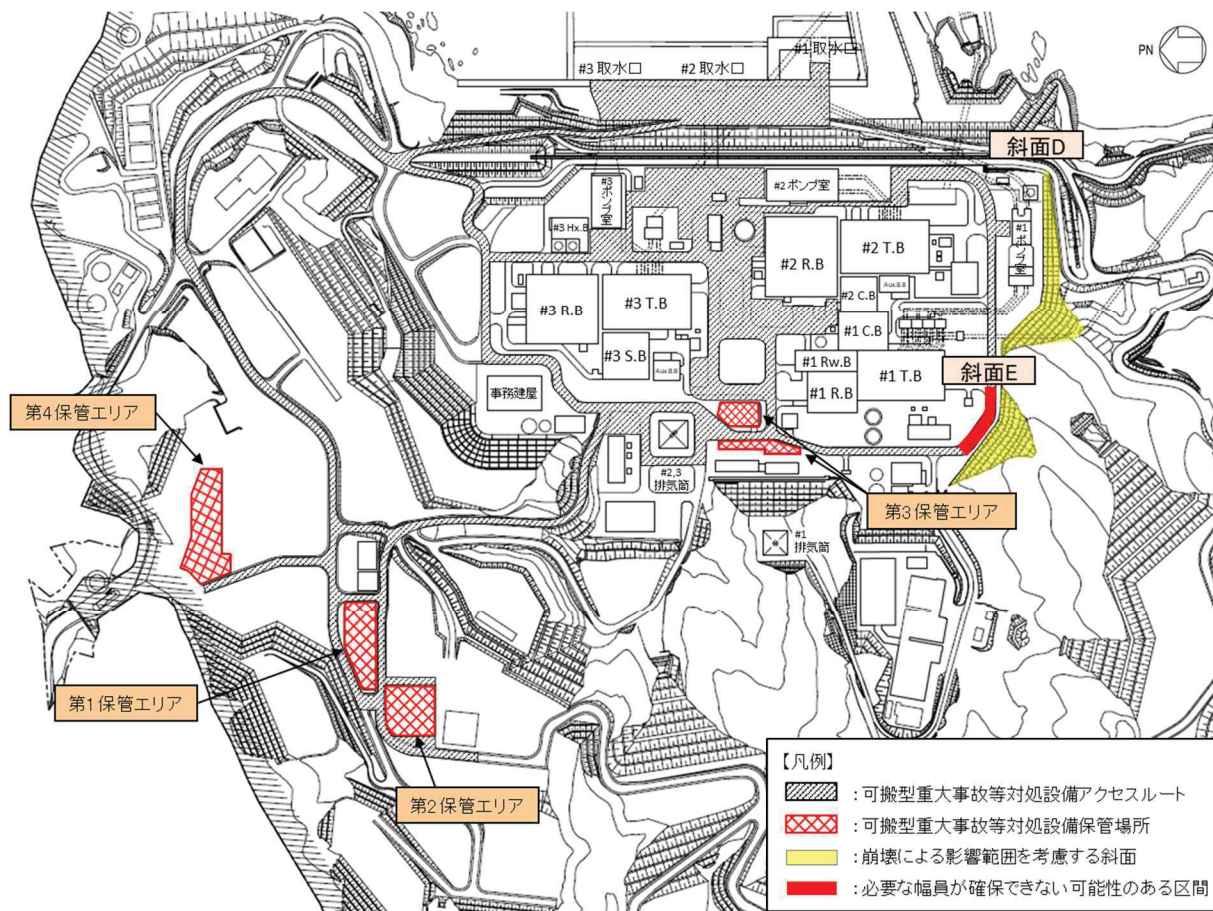 #1 取水口
#3 取水口
#2 取水口
PN
斜面D
#3
ポンプ室
#2 ポンプ室
#1
ポンプ室
#3 Hx.B
#2 R.B
#2 T.B
Aux.B.B
#2 C.B
#3 R.B
#3 T.B
#1 C.B
#3 S.B
Aux.B.B
#1 Rw.B
#1 T.B
#1 R.B
斜面E
事務建屋
第4保管エリア
#2,3
排気筒
第3保管エリア
#1
排気筒
第1保管エリア
第2保管エリア
【凡例】
:可搬型重大事故等対処設備アクセスルート
:可搬型重大事故等対処設備保管場所
:崩壊による影響範囲を考慮する斜面
:必要な幅員が確保できない可能性のある区間